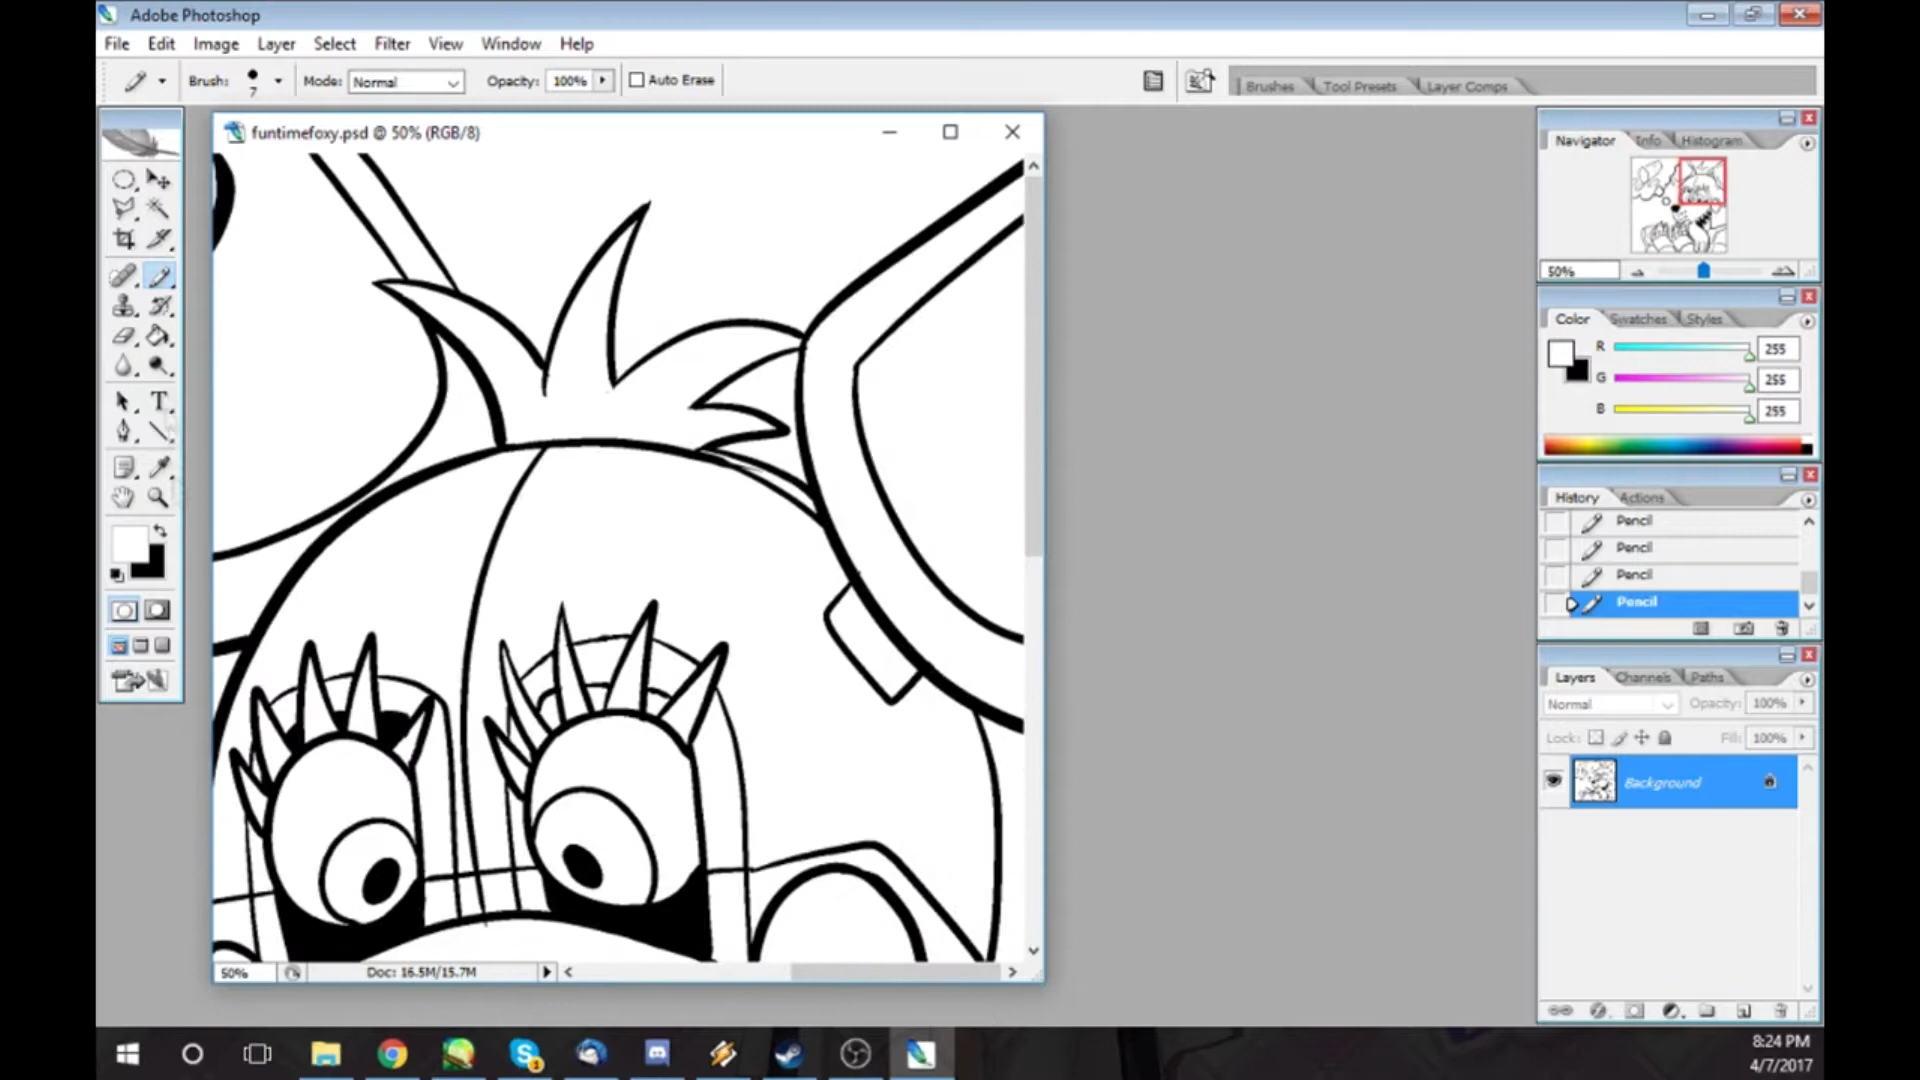 Adobe Photoshop
File Edit Image Layer Select Filter View Window Help
Brush: 7 Mode: Normal Opacity: 100% Auto Erase
Brushes Tool Presets Layer Comps
funtimefoxy.psd @ 50% (RGB/8)
Navigator Info Histogram
50%
Color Swatches Styles
R 255
G 255
B 255
History Actions
Pencil
Pencil
Pencil
Pencil
Layers Channels Paths
Normal Opacity: 100%
Lock: Fill: 100%
Background
50% Doc: 16.5M/15.7M
8:24 PM
4/7/2017